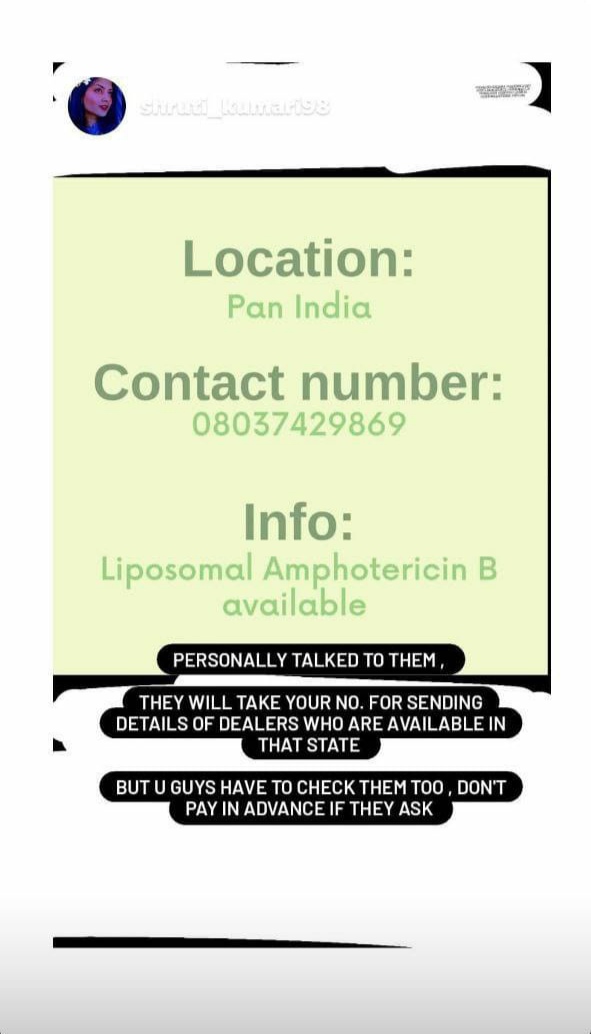 shruti_kumari98
Location:
Pan India
Contact number:
08037429869
Info:
Liposomal Amphotericin B
available
PERSONALLY TALKED TO THEM ,
THEY WILL TAKE YOUR NO. FOR SENDING
DETAILS OF DEALERS WHO ARE AVAILABLE IN
THAT STATE
BUT U GUYS HAVE TO CHECK THEM TOO , DON'T
PAY IN ADVANCE IF THEY ASK